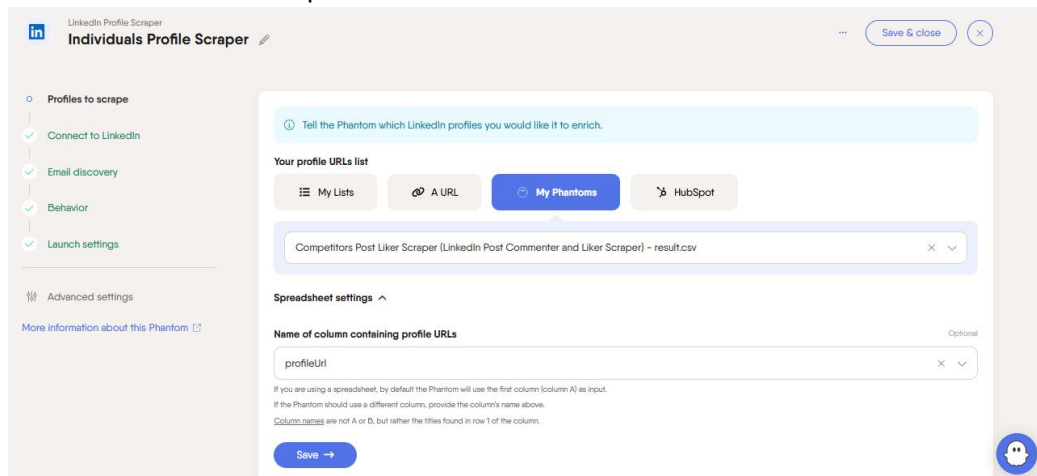 in
LinkedIn Profile Scraper
Individuals Profile Scraper
...
Save & close
Profiles to scrape
Connect to LinkedIn
Email discovery
Behavior
Launch settings
Advanced settings
More information about this Phantom
Tell the Phantom which LinkedIn profiles you would like it to enrich.
Your profile URLs list
My Lists
A URL
My Phantoms
HubSpot
Competitors Post Liker Scraper (LinkedIn Post Commenter and Liker Scraper) - result.csv
Spreadsheet settings
Name of column containing profile URLs
Optional
profileUrl
If you are using a spreadsheet, by default the Phantom will use the first column (column A) as input.
If the Phantom should use a different column, provide the column's name above.
Column names are not A or B, but rather the titles found in row 1 of the column.
Save →